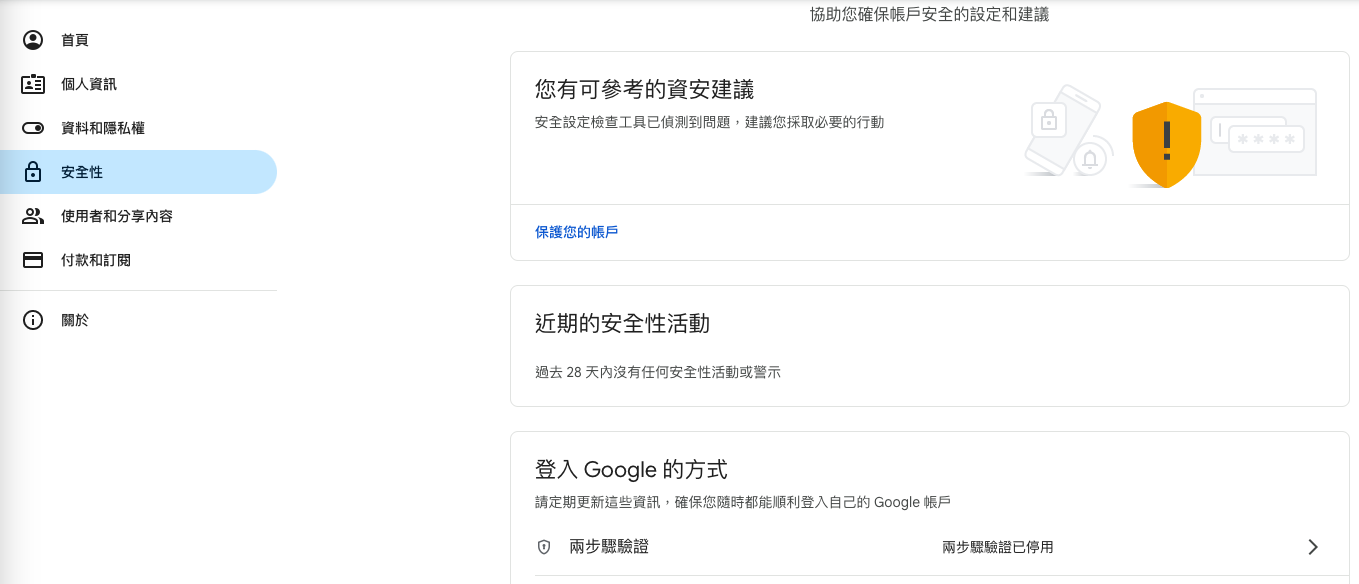 協助您確保帳戶安全的設定和建議
首頁
個人資訊
資料和隱私權
安全性
使用者和分享內容
付款和訂閱
關於
您有可參考的資安建議
安全設定檢查工具已偵測到問題，建議您採取必要的行動
保護您的帳戶
近期的安全性活動
過去 28 天內沒有任何安全性活動或警示
登入 Google 的方式
請定期更新這些資訊，確保您隨時都能順利登入自己的 Google 帳戶
兩步驟驗證
兩步驟驗證已停用